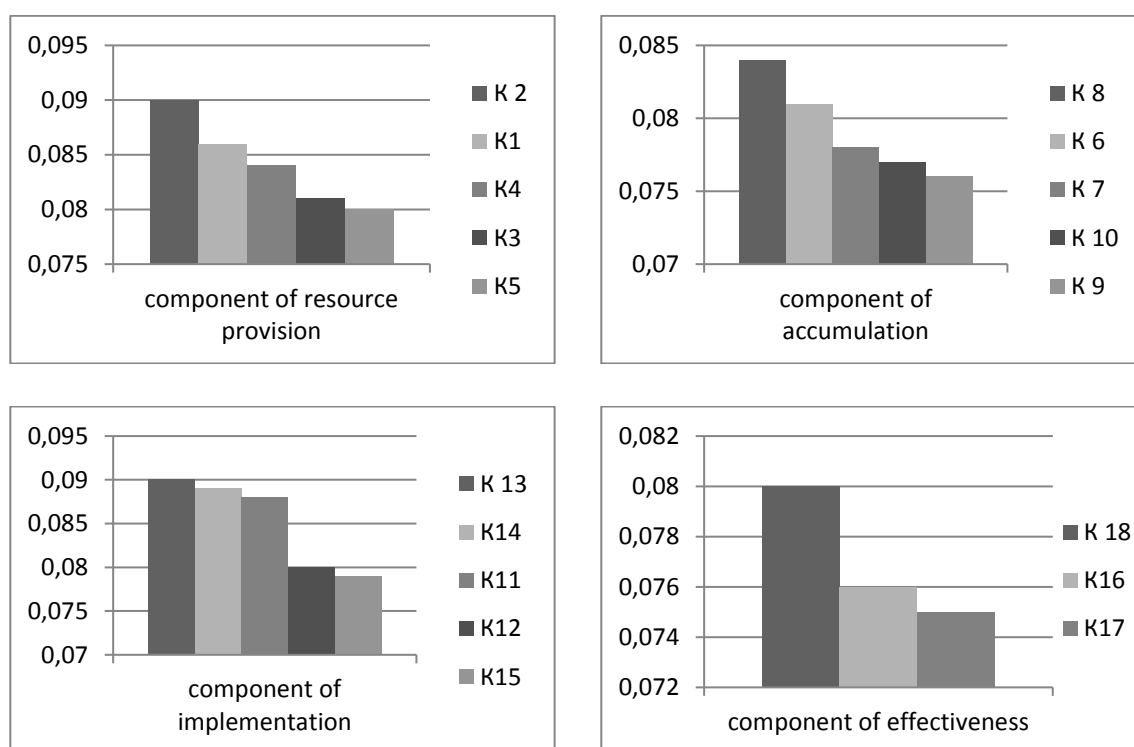 0,095
0,09
0,085
0,08
0,075
К 2
К1
К4
К3
К5
component of resource
provision
0,085
0,08
0,075
0,07
К 8
К 6
К 7
К 10
К 9
component of
accumulation
0,095
0,09
0,085
0,08
0,075
0,07
К 13
К14
К11
К12
К15
component of
implementation
0,082
0,08
0,078
0,076
0,074
0,072
К 18
К16
К17
component of effectiveness